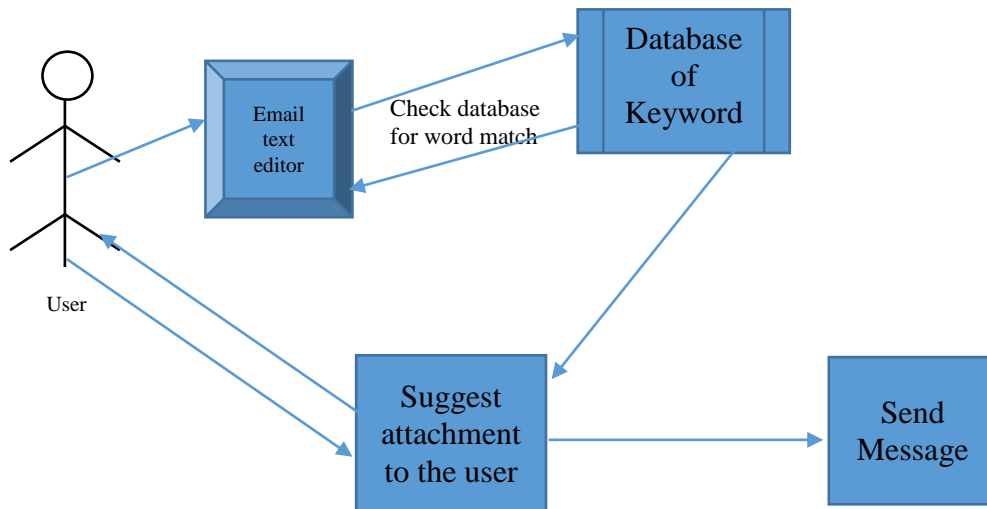 Database
of
Keyword
Email
text
editor
Check database
for word match
User
Suggest
attachment
to the user
Send
Message